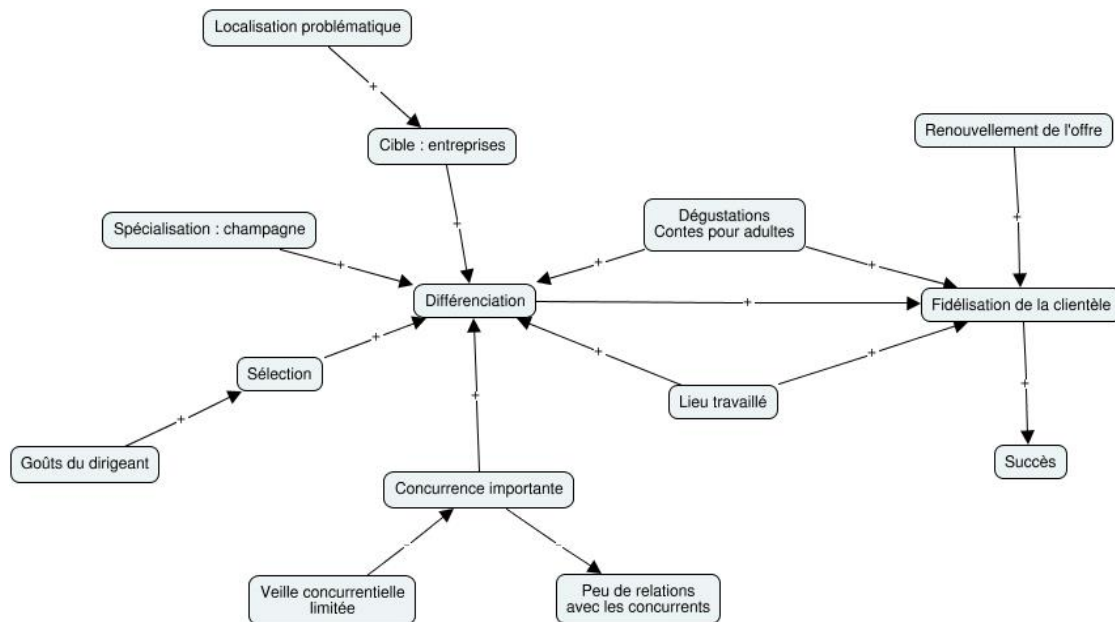 Localisation problématique
+
Cible : entreprises
Renouvellement de l'offre
+
Spécialisation : champagne
+
Dégustations
Contes pour adultes
+
+
+
+
Différenciation
+
Fidélisation de la clientèle
+
Sélection
+
+
+
Lieu travaillé
+
+
Goûts du dirigeant
Succès
Concurrence importante
-
-
Veille concurrentielle
limitée
Peu de relations
avec les concurrents